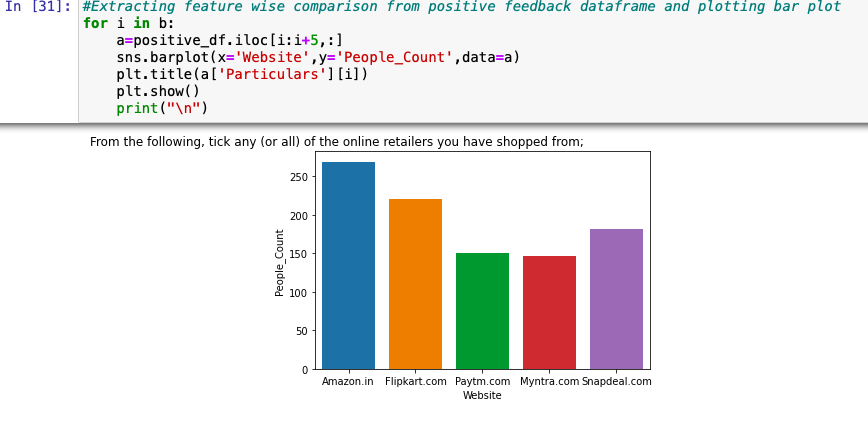 In [31]: #Extracting feature wise comparison from positive feedback dataframe and plotting bar plot
for i in b:
    a=positive_df.iloc[i:i+5,:]
    sns.barplot(x='Website',y='People_Count',data=a)
    plt.title(a['Particulars'][i])
    plt.show()
    print("\n")
From the following, tick any (or all) of the online retailers you have shopped from;
250
200
150
100
50
0
People_Count
Amazon.in Flipkart.com Paytm.com Myntra.com Snapdeal.com
Website